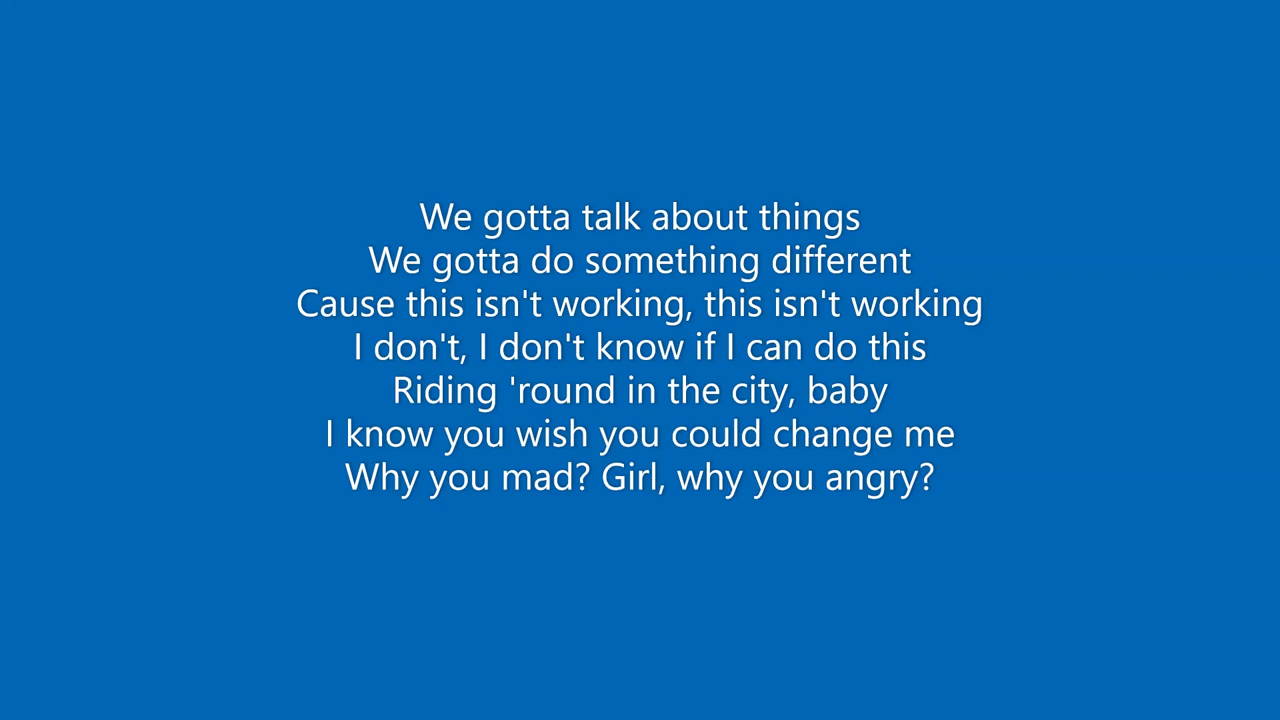 We gotta talk about things
We gotta do something different
Cause this isn't working, this isn't working
I don't, I don't know if I can do this
Riding 'round in the city, baby
I know you wish you could change me
Why you mad? Girl, why you angry?